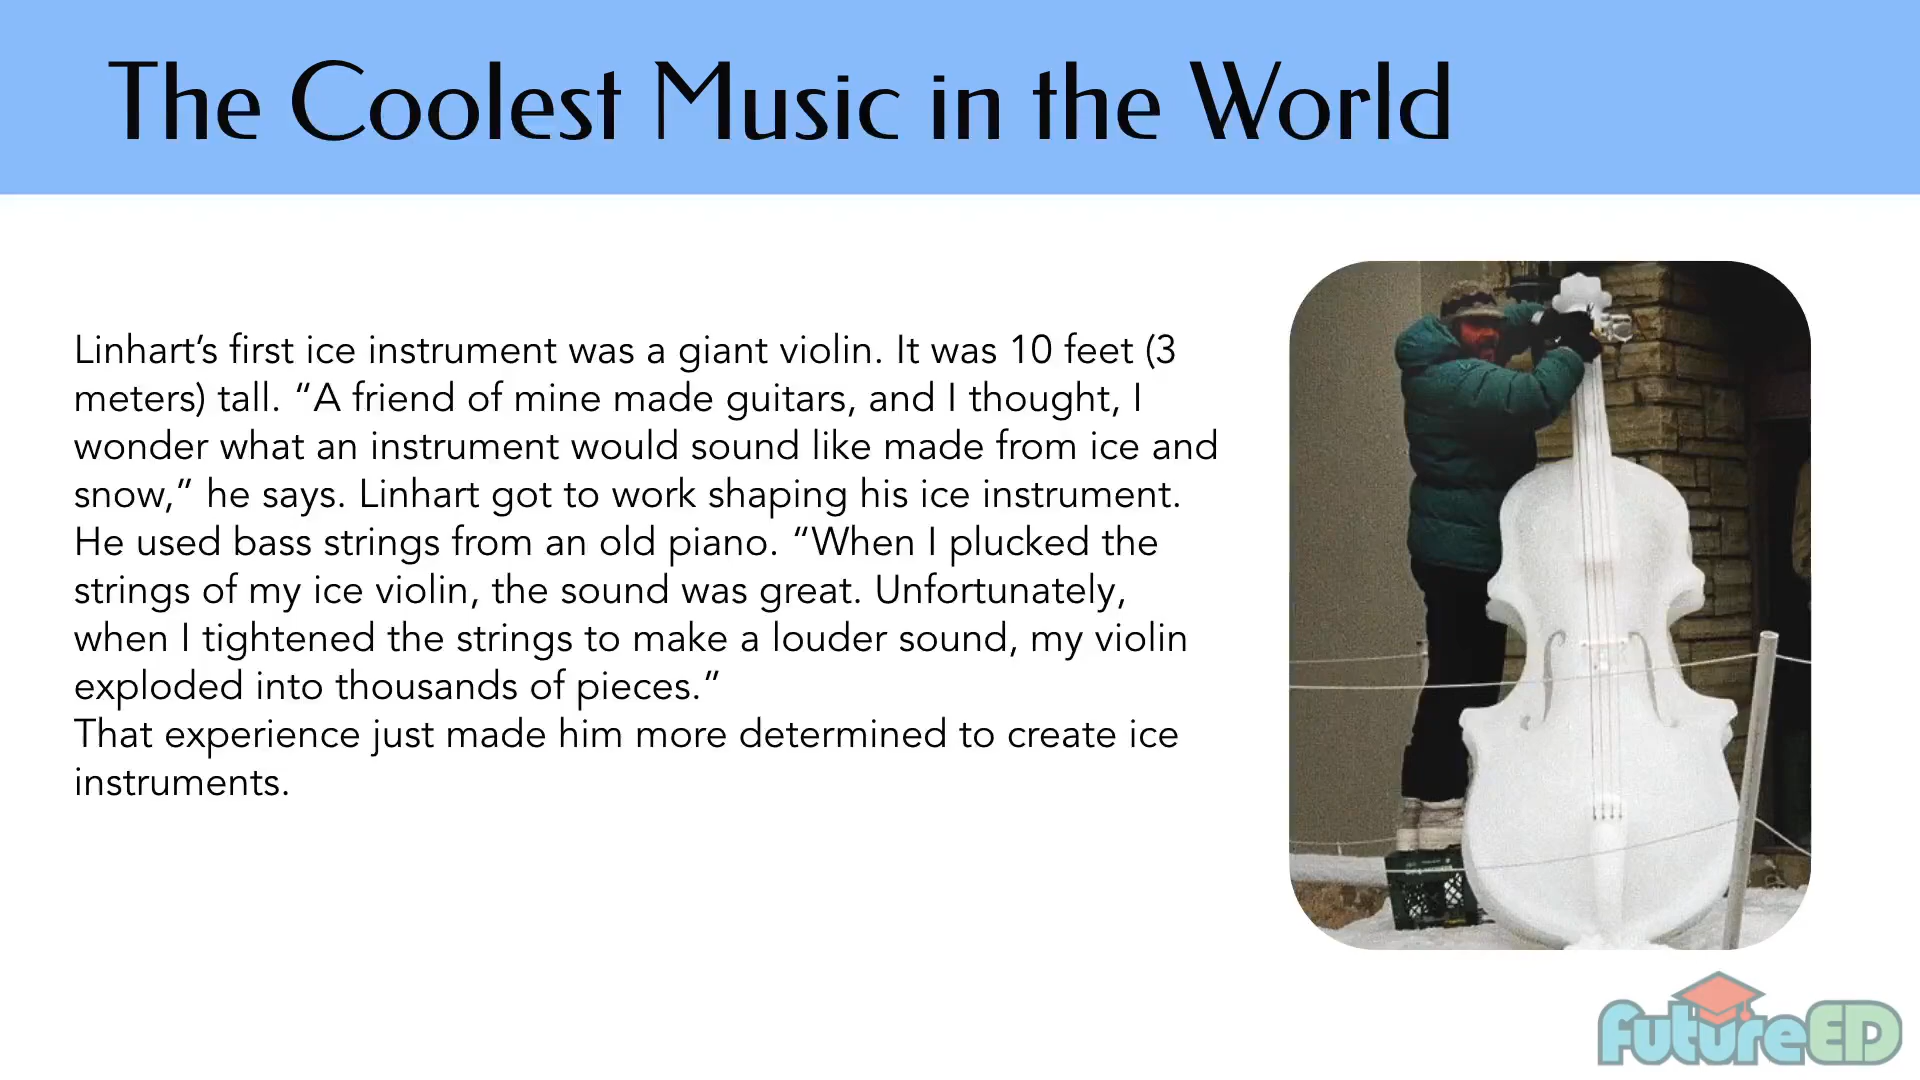 The Coolest Music in the World
Linhart’s first ice instrument was a giant violin. It was 10 feet (3
meters) tall. “A friend of mine made guitars, and I thought, I
wonder what an instrument would sound like made from ice and
snow,” he says. Linhart got to work shaping his ice instrument.
He used bass strings from an old piano. “When I plucked the
strings of my ice violin, the sound was great. Unfortunately,
when I tightened the strings to make a louder sound, my violin
exploded into thousands of pieces.”
That experience just made him more determined to create ice
instruments.
FutureED